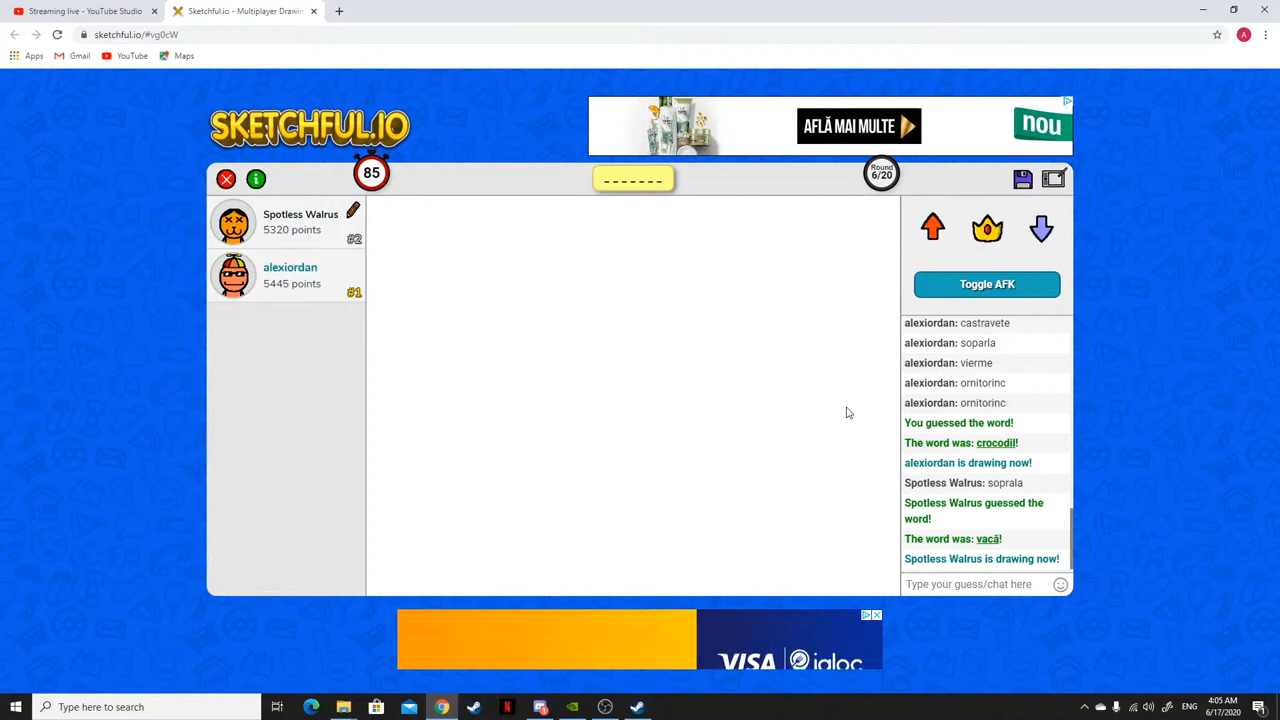 Streaming live - YouTube Studio
Sketchful.io - Multiplayer Drawin
sketchful.io/#vg0cW
A
Apps
Gmail
YouTube
Maps
SKETCHFUL.IO
AFLĂ MAI MULTE
nou
85
_ _ _ _ _ _ _
Round
6/20
Spotless Walrus
5320 points
#2
alexiordan
5445 points
#1
Toggle AFK
alexiordan: castravete
alexiordan: soparla
alexiordan: vierme
alexiordan: ornitorinc
alexiordan: ornitorinc
You guessed the word!
The word was: crocodil!
alexiordan is drawing now!
Spotless Walrus: soprala
Spotless Walrus guessed the
word!
The word was: vacă!
Spotless Walrus is drawing now!
Type your guess/chat here
VISA
Type here to search
4:05 AM
6/17/2020